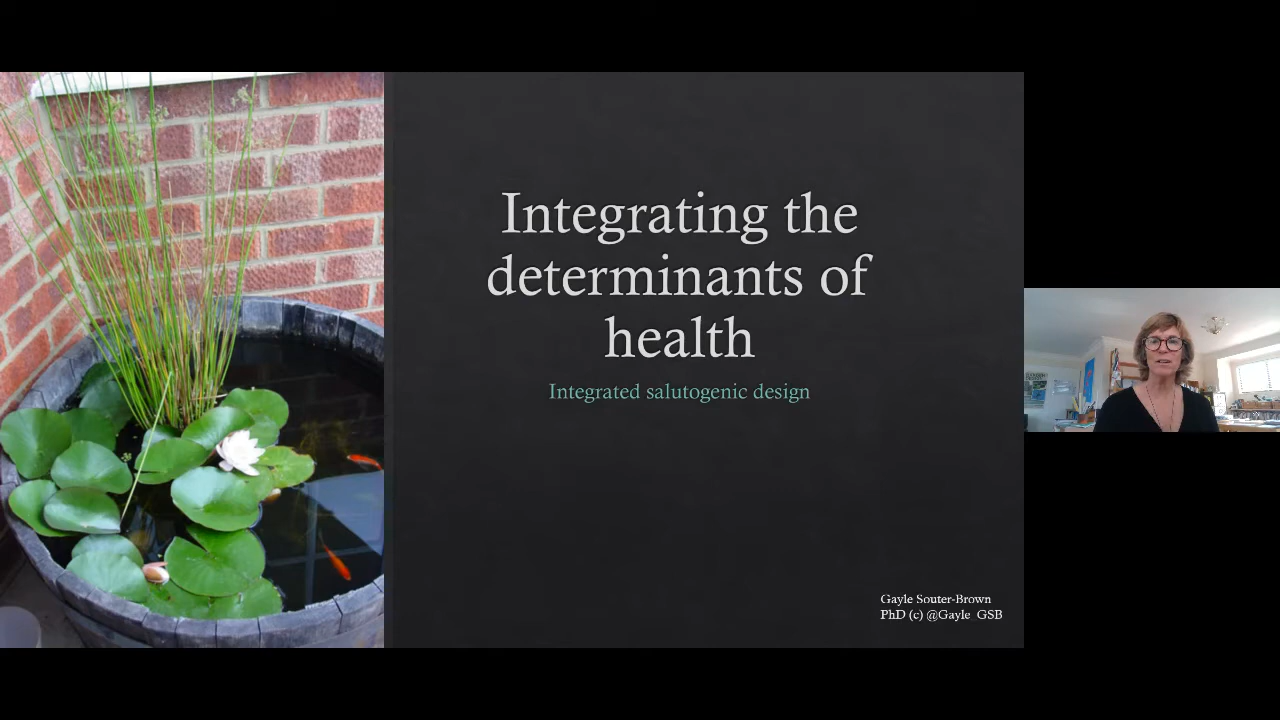 Integrating the
determinants of
health
Integrated salutogenic design
Gayle Souter-Brown
PhD (c) @Gayle GSB